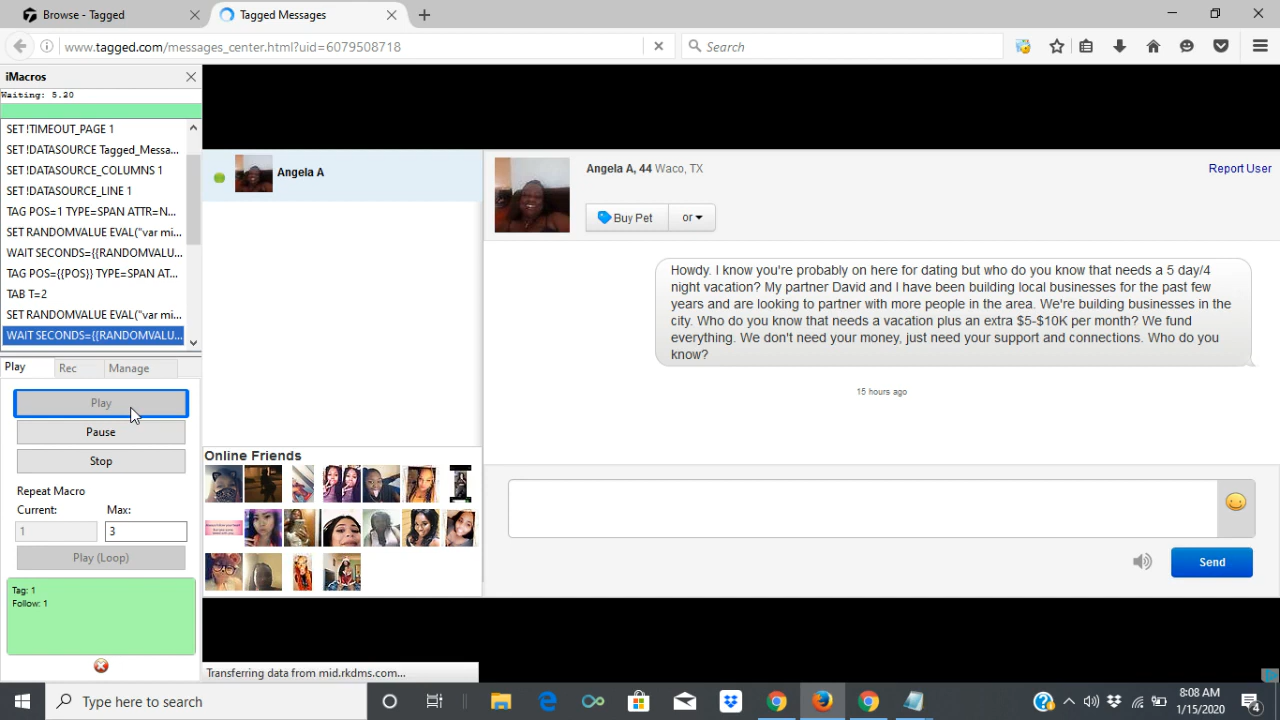 Browse - Tagged
Tagged Messages
www.tagged.com/messages_center.html?uid=6079508718
Search
iMacros
Waiting: 5.20
SET !TIMEOUT_PAGE 1
SET !DATASOURCE Tagged_Messa...
SET !DATASOURCE_COLUMNS 1
SET !DATASOURCE_LINE 1
TAG POS=1 TYPE=SPAN ATTR=N...
SET RANDOMVALUE EVAL("var mi...
WAIT SECONDS={{RANDOMVALU...
TAG POS={{POS}} TYPE=SPAN AT...
TAB T=2
SET RANDOMVALUE EVAL("var mi...
WAIT SECONDS={{RANDOMVALU...
Play
Rec
Manage
Play
Pause
Stop
Repeat Macro
Current:
Max:
1
3
Play (Loop)
Tag: 1
Follow: 1
Angela A
Online Friends
Angela A, 44 Waco, TX
Report User
Buy Pet
or
Howdy. I know you're probably on here for dating but who do you know that needs a 5 day/4
night vacation? My partner David and I have been building local businesses for the past few
years and are looking to partner with more people in the area. We're building businesses in the
city. Who do you know that needs a vacation plus an extra $5-$10K per month? We fund
everything. We don't need your money, just need your support and connections. Who do you
know?
15 hours ago
Send
Transferring data from mid.rkdms.com...
Type here to search
8:08 AM
1/15/2020
4